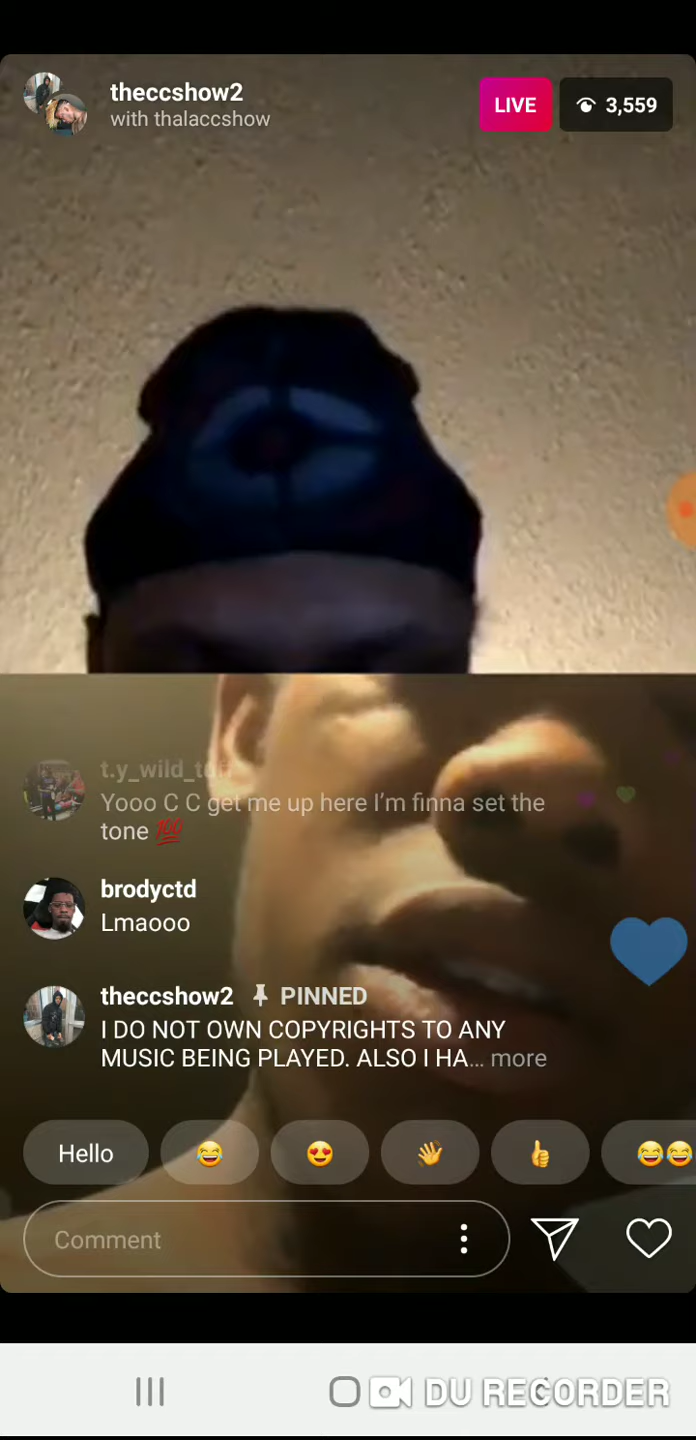 theccshow2
with thalaccshow
LIVE
3,559
t.y_wild_tuff
Yooo C C get me up here I’m finna set the
tone 💯
brodyctd
Lmaooo
theccshow2 PINNED
I DO NOT OWN COPYRIGHTS TO ANY
MUSIC BEING PLAYED. ALSO I HA... more
Hello 😂 😍 👋 👍 😂😂
Comment
DU RECORDER